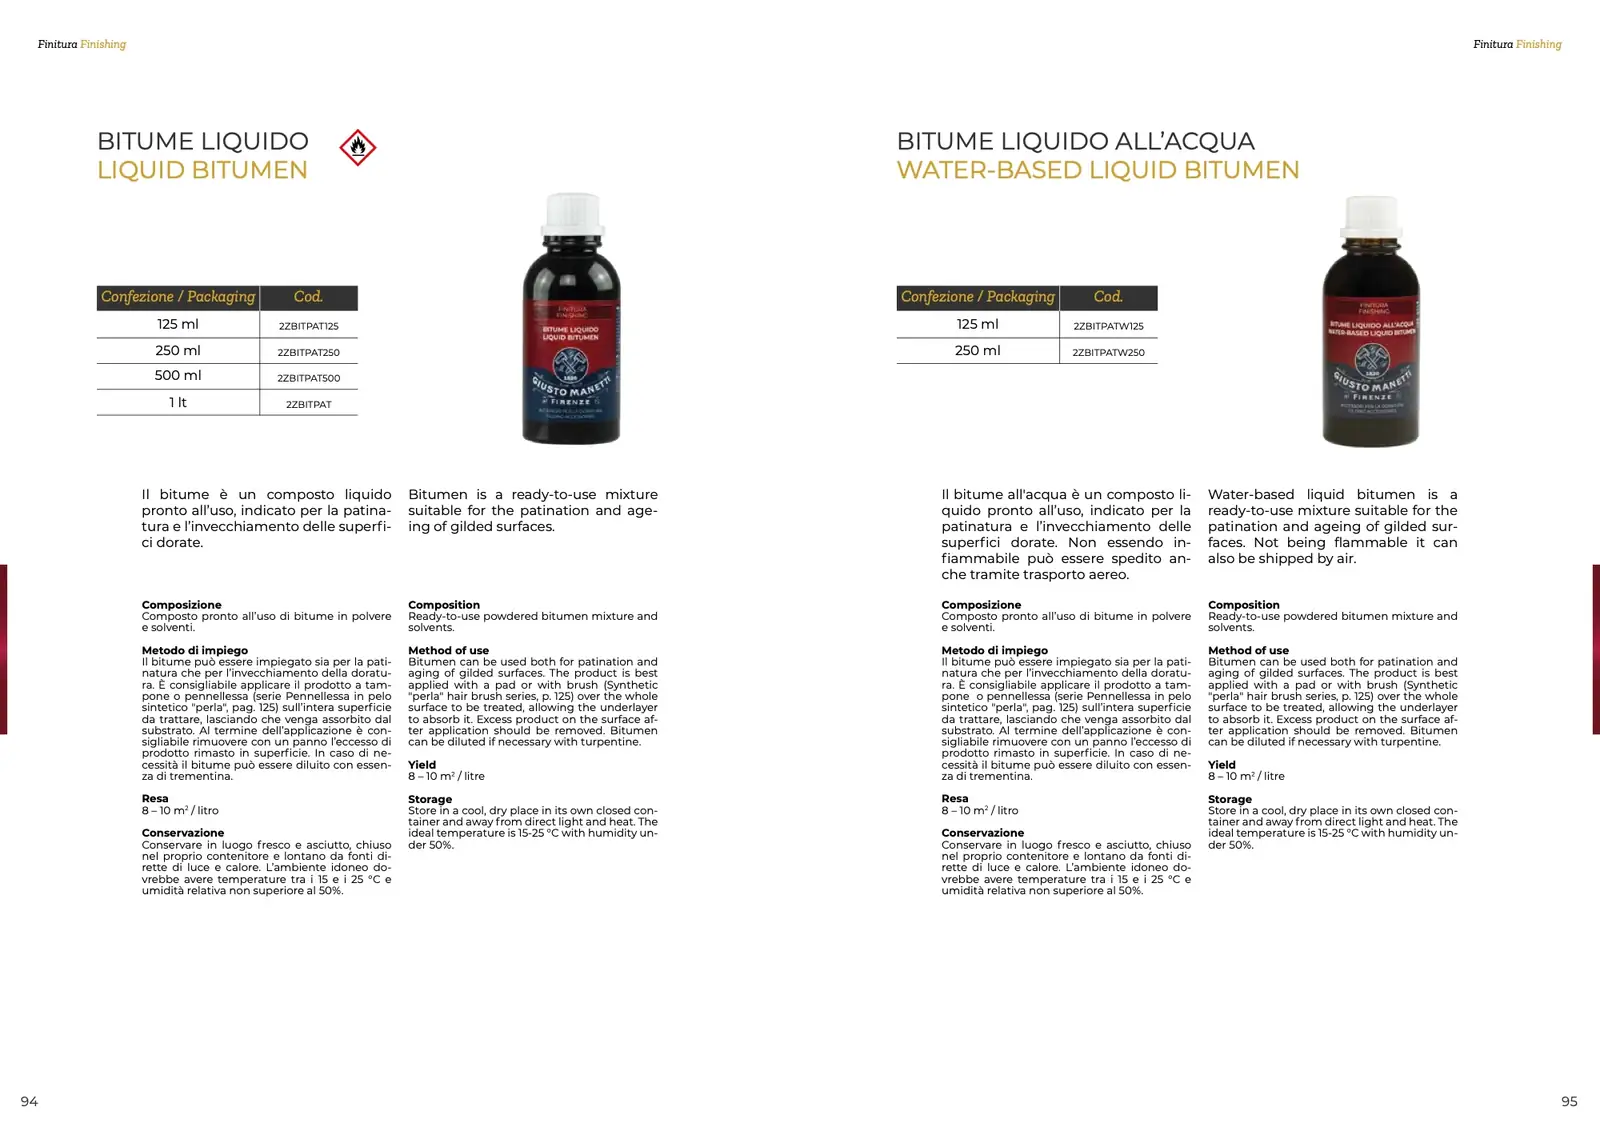 Finitura Finishing
BITUME LIQUIDO
LIQUID BITUMEN
Confezione / Packaging Cod.
125 ml 2ZBITPAT125
250 ml 2ZBITPAT250
500 ml 2ZBITPAT500
1 lt 2ZBITPAT
FINITURA
FINISHING
BITUME LIQUIDO
LIQUID BITUMEN
1820
GIUSTO MANETTI
FIRENZE
Il bitume è un composto liquido
pronto all’uso, indicato per la patina-
tura e l’invecchiamento delle superfi-
ci dorate.
Bitumen is a ready-to-use mixture
suitable for the patination and age-
ing of gilded surfaces.
Composizione
Composto pronto all’uso di bitume in polvere
e solventi.
Metodo di impiego
Il bitume può essere impiegato sia per la pati-
natura che per l’invecchiamento della doratu-
ra. È consigliabile applicare il prodotto a tam-
pone o pennellessa (serie Pennellessa in pelo
sintetico "perla", pag. 125) sull’intera superficie
da trattare, lasciando che venga assorbito dal
substrato. Al termine dell’applicazione è con-
sigliabile rimuovere con un panno l’eccesso di
prodotto rimasto in superficie. In caso di ne-
cessità il bitume può essere diluito con essen-
za di trementina.
Resa
8 – 10 m² / litro
Conservazione
Conservare in luogo fresco e asciutto, chiuso
nel proprio contenitore e lontano da fonti di-
rette di luce e calore. L’ambiente idoneo do-
vrebbe avere temperature tra i 15 e i 25 °C e
umidità relativa non superiore al 50%.
Composition
Ready-to-use powdered bitumen mixture and
solvents.
Method of use
Bitumen can be used both for patination and
aging of gilded surfaces. The product is best
applied with a pad or with brush (Synthetic
"perla" hair brush series, p. 125) over the whole
surface to be treated, allowing the underlayer
to absorb it. Excess product on the surface af-
ter application should be removed. Bitumen
can be diluted if necessary with turpentine.
Yield
8 – 10 m² / litre
Storage
Store in a cool, dry place in its own closed con-
tainer and away from direct light and heat. The
ideal temperature is 15-25 °C with humidity un-
der 50%.
94
Finitura Finishing
BITUME LIQUIDO ALL’ACQUA
WATER-BASED LIQUID BITUMEN
Confezione / Packaging Cod.
125 ml 2ZBITPATW125
250 ml 2ZBITPATW250
FINITURA
FINISHING
BITUME LIQUIDO ALL'ACQUA
WATER-BASED LIQUID BITUMEN
1820
GIUSTO MANETTI
FIRENZE
Il bitume all'acqua è un composto li-
quido pronto all’uso, indicato per la
patinatura e l’invecchiamento delle
superfici dorate. Non essendo in-
fiammabile può essere spedito an-
che tramite trasporto aereo.
Water-based liquid bitumen is a
ready-to-use mixture suitable for the
patination and ageing of gilded sur-
faces. Not being flammable it can
also be shipped by air.
Composizione
Composto pronto all’uso di bitume in polvere
e solventi.
Metodo di impiego
Il bitume può essere impiegato sia per la pati-
natura che per l’invecchiamento della doratu-
ra. È consigliabile applicare il prodotto a tam-
pone o pennellessa (serie Pennellessa in pelo
sintetico "perla", pag. 125) sull’intera superficie
da trattare, lasciando che venga assorbito dal
substrato. Al termine dell’applicazione è con-
sigliabile rimuovere con un panno l’eccesso di
prodotto rimasto in superficie. In caso di ne-
cessità il bitume può essere diluito con essen-
za di trementina.
Resa
8 – 10 m² / litro
Conservazione
Conservare in luogo fresco e asciutto, chiuso
nel proprio contenitore e lontano da fonti di-
rette di luce e calore. L’ambiente idoneo do-
vrebbe avere temperature tra i 15 e i 25 °C e
umidità relativa non superiore al 50%.
Composition
Ready-to-use powdered bitumen mixture and
solvents.
Method of use
Bitumen can be used both for patination and
aging of gilded surfaces. The product is best
applied with a pad or with brush (Synthetic
"perla" hair brush series, p. 125) over the whole
surface to be treated, allowing the underlayer
to absorb it. Excess product on the surface af-
ter application should be removed. Bitumen
can be diluted if necessary with turpentine.
Yield
8 – 10 m² / litre
Storage
Store in a cool, dry place in its own closed con-
tainer and away from direct light and heat. The
ideal temperature is 15-25 °C with humidity un-
der 50%.
95